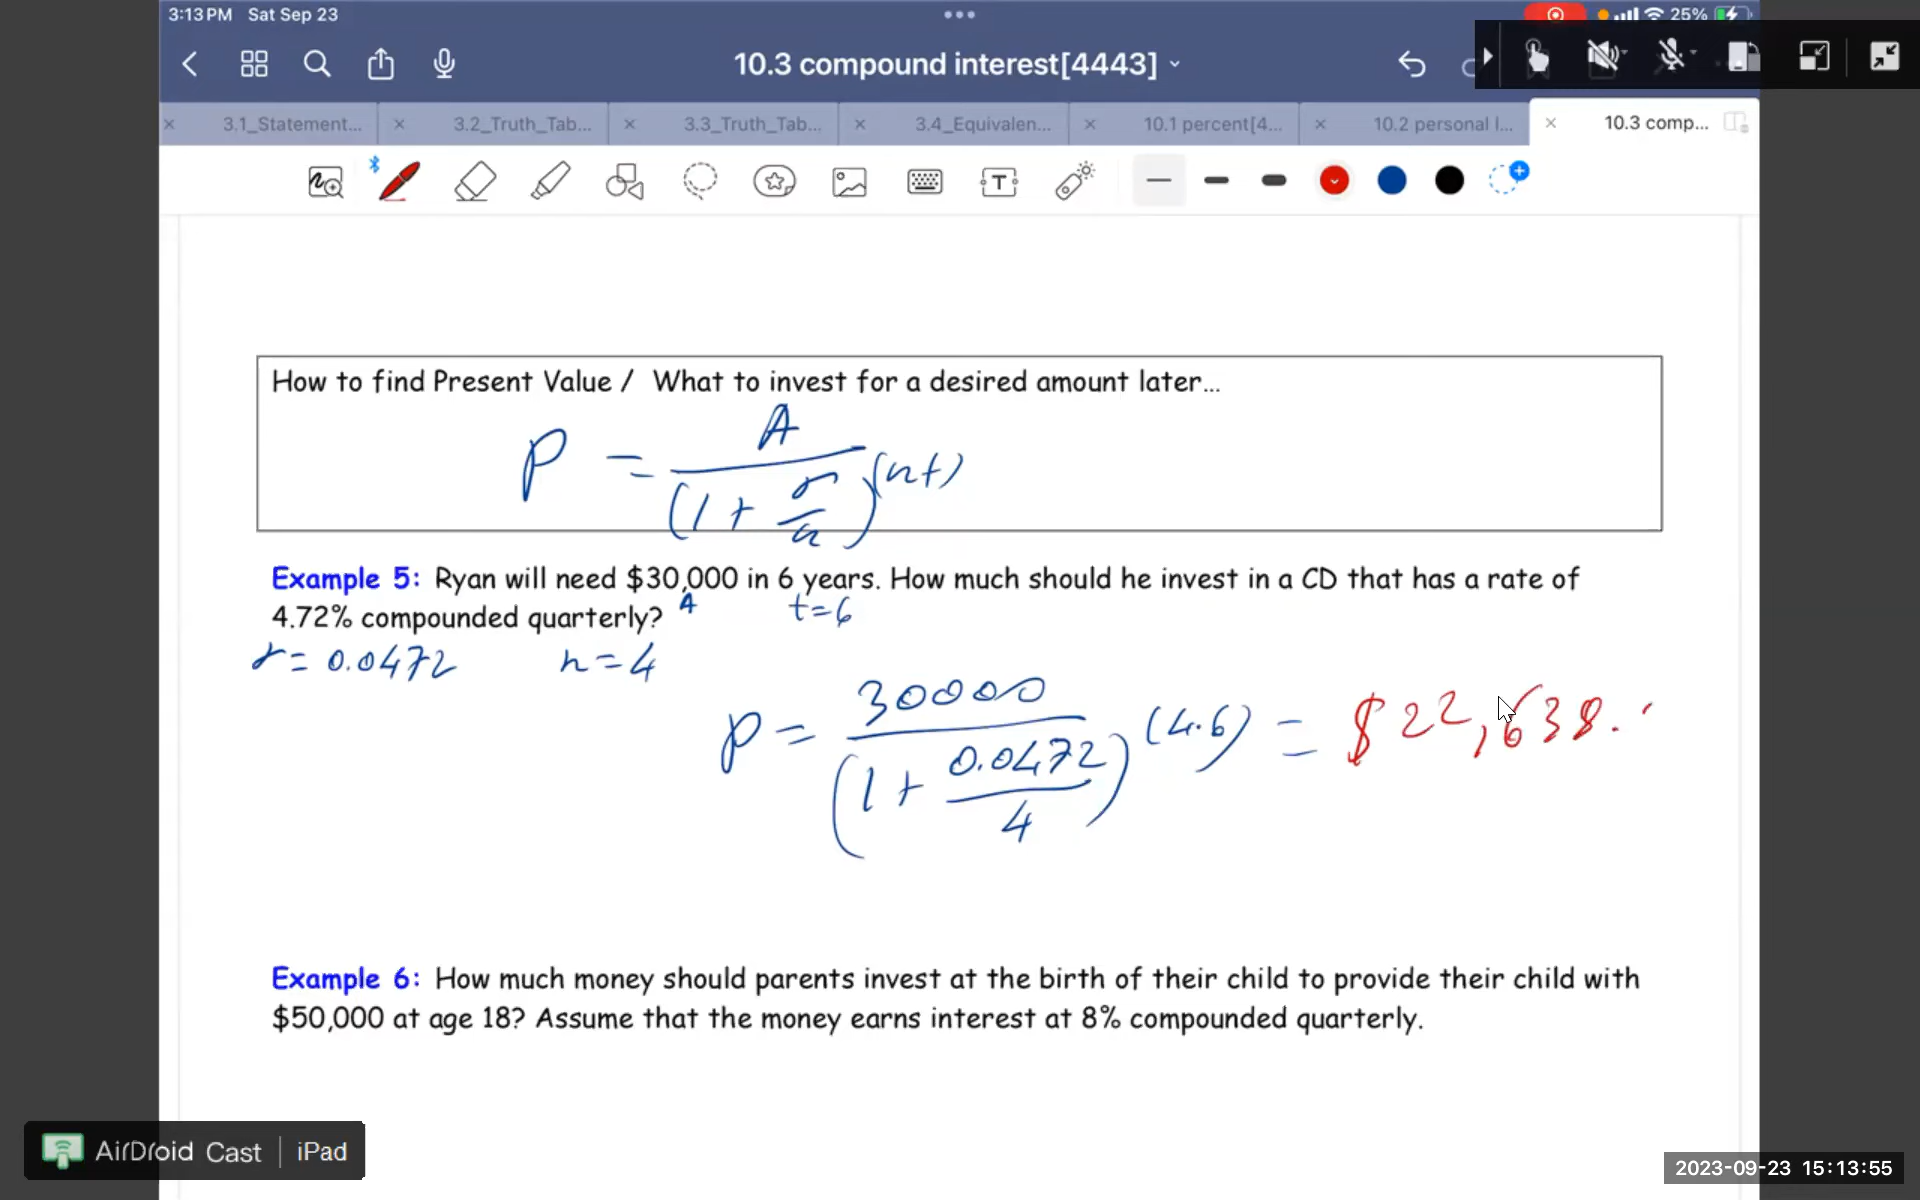 3:13 PM Sat Sep 23
25%
10.3 compound interest[4443]
3.1_Statement...
3.2_Truth_Tab...
3.3_Truth_Tab...
3.4_Equivalen...
10.1 percent[4...
10.2 personal l...
10.3 comp...
T
How to find Present Value / What to invest for a desired amount later...
P = A / (1 + r/n)^(nt)
Example 5: Ryan will need $30,000 in 6 years. How much should he invest in a CD that has a rate of
4.72% compounded quarterly?
A t=6
r = 0.0472 n=4
P = 30000 / (1 + 0.0472/4)^(4·6) = $22,638.
Example 6: How much money should parents invest at the birth of their child to provide their child with
$50,000 at age 18? Assume that the money earns interest at 8% compounded quarterly.
AirDroid Cast | iPad
2023-09-23 15:13:55